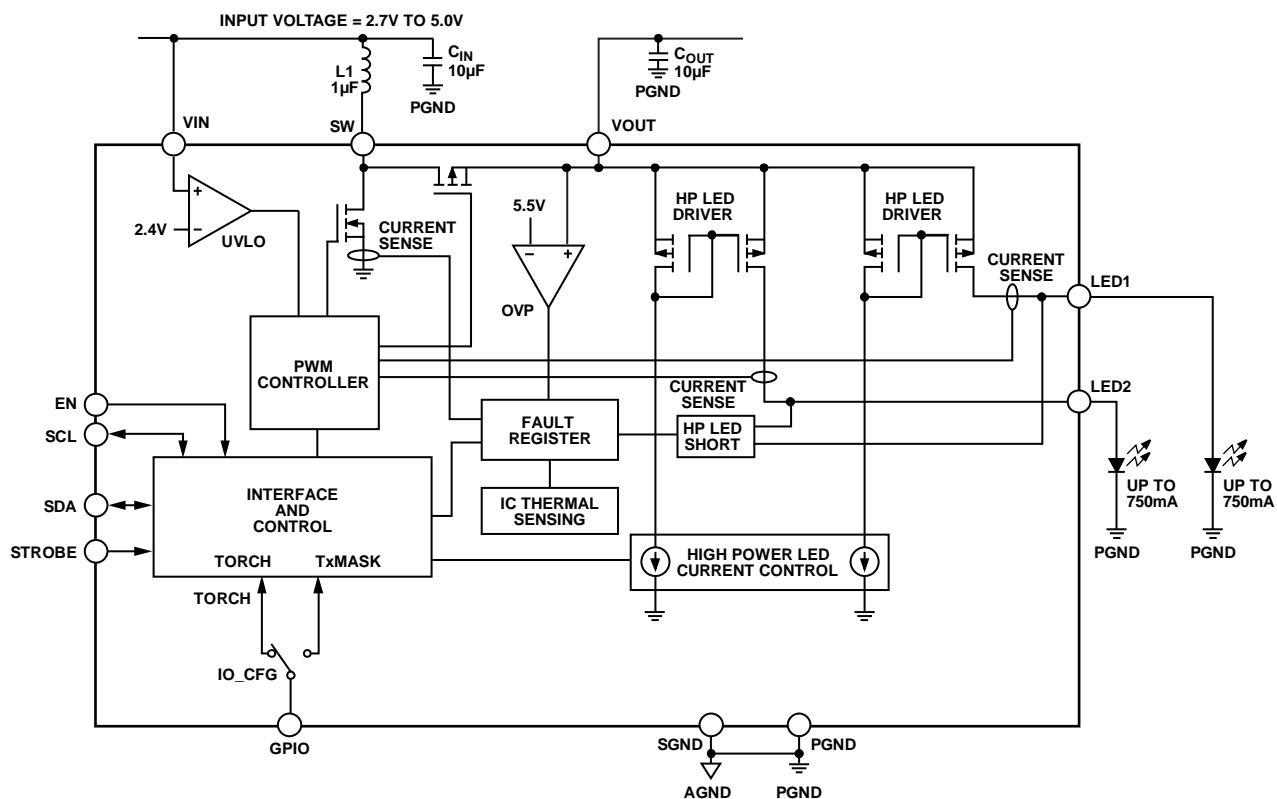 INPUT VOLTAGE = 2.7V TO 5.0V
L1
1µF
CIN
10µF
PGND
COUT
10µF
PGND
VIN
SW
VOUT
2.4V
+
−
UVLO
CURRENT
SENSE
5.5V
−
+
OVP
HP LED
DRIVER
HP LED
DRIVER
CURRENT
SENSE
LED1
PWM
CONTROLLER
CURRENT
SENSE
LED2
EN
SCL
SDA
STROBE
FAULT
REGISTER
HP LED
SHORT
IC THERMAL
SENSING
INTERFACE
AND
CONTROL
TORCH
TxMASK
HIGH POWER LED
CURRENT CONTROL
UP TO
750mA
PGND
UP TO
750mA
PGND
TORCH
IO_CFG
GPIO
SGND
PGND
AGND
PGND